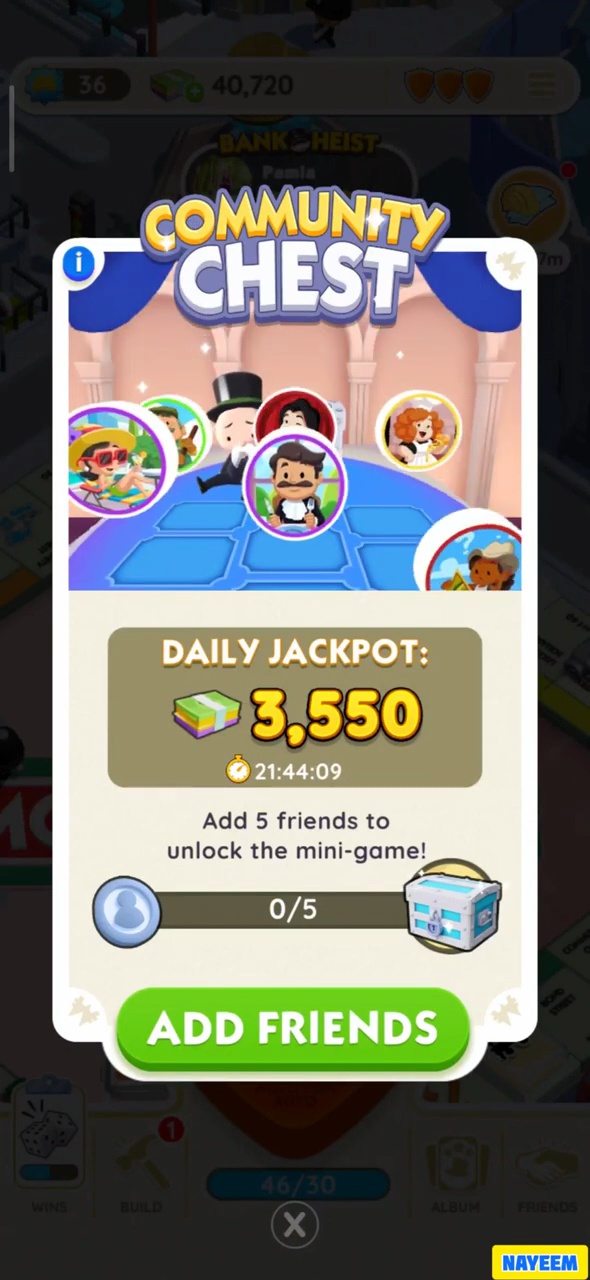 36
40,720
BANK HEIST
Pamla
COMMUNITY
CHEST
i
DAILY JACKPOT:
3,550
21:44:09
Add 5 friends to
unlock the mini-game!
0/5
ADD FRIENDS
1
46/30
WINS
BUILD
ALBUM
FRIENDS
X
NAYEEM